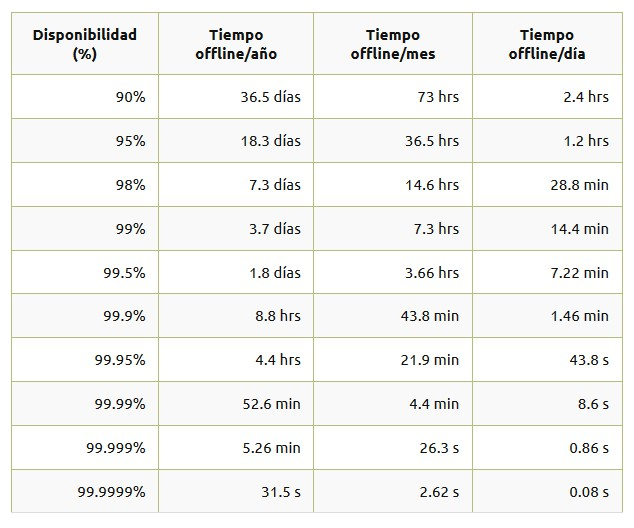 Disponibilidad (%) Tiempo offline/año Tiempo offline/mes Tiempo offline/día
90% 36.5 días 73 hrs 2.4 hrs
95% 18.3 días 36.5 hrs 1.2 hrs
98% 7.3 días 14.6 hrs 28.8 min
99% 3.7 días 7.3 hrs 14.4 min
99.5% 1.8 días 3.66 hrs 7.22 min
99.9% 8.8 hrs 43.8 min 1.46 min
99.95% 4.4 hrs 21.9 min 43.8 s
99.99% 52.6 min 4.4 min 8.6 s
99.999% 5.26 min 26.3 s 0.86 s
99.9999% 31.5 s 2.62 s 0.08 s